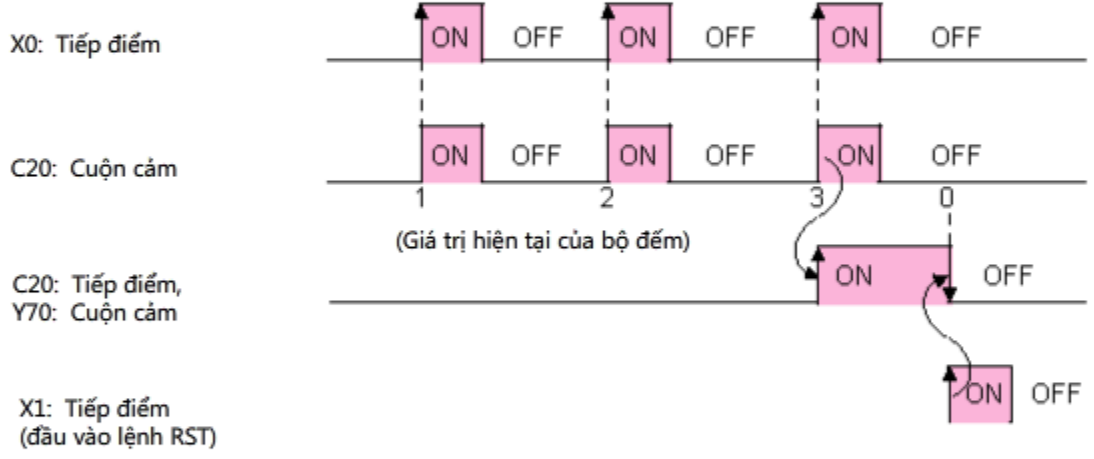 X0: Tiếp điểm
ON OFF ON OFF ON OFF
C20: Cuộn cảm
ON OFF ON OFF ON OFF
1 2 3 0
(Giá trị hiện tại của bộ đếm)
C20: Tiếp điểm,
Y70: Cuộn cảm
ON OFF
X1: Tiếp điểm
(đầu vào lệnh RST)
ON OFF